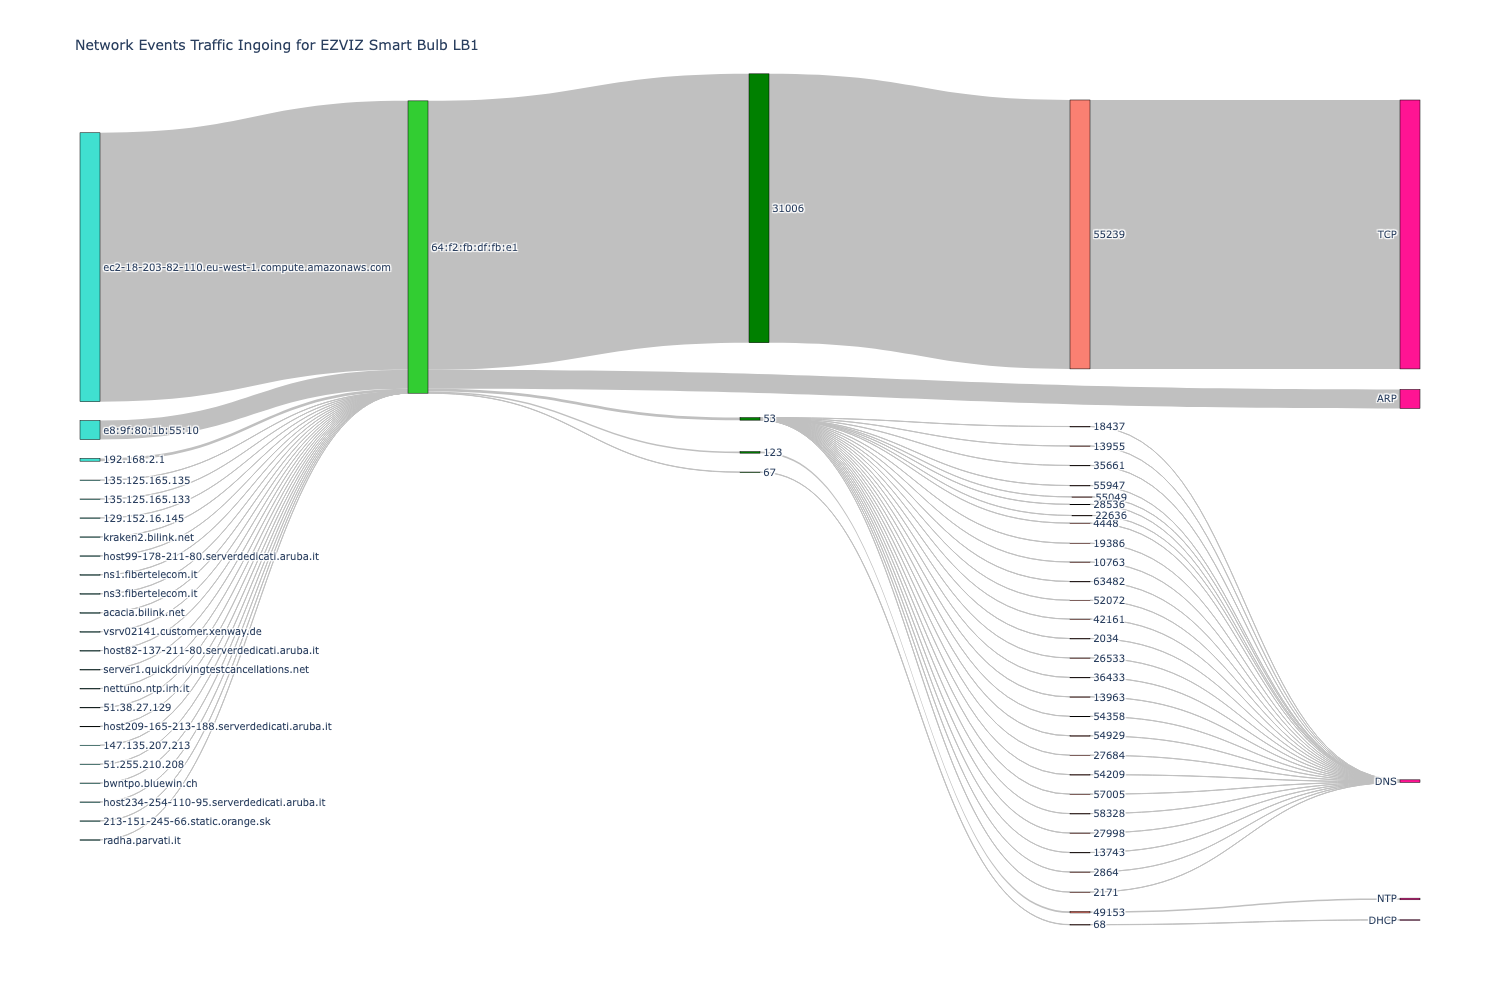 Network Events Traffic Ingoing for EZVIZ Smart Bulb LB1
ec2-18-203-82-110.eu-west-1.compute.amazonaws.com
e8:9f:80:1b:55:10
192.168.2.1
135.125.165.135
135.125.165.133
129.152.16.145
kraken2.bilink.net
host99-178-211-80.serverdedicati.aruba.it
ns1.fibertelecom.it
ns3.fibertelecom.it
acacia.bilink.net
vsrv02141.customer.xenway.de
host82-137-211-80.serverdedicati.aruba.it
server1.quickdrivingtestcancellations.net
nettuno.ntp.irh.it
51.38.27.129
host209-165-213-188.serverdedicati.aruba.it
147.135.207.213
51.255.210.208
bwntpo.bluewin.ch
host234-254-110-95.serverdedicati.aruba.it
213-151-245-66.static.orange.sk
radha.parvati.it
64:f2:fb:df:fb:e1
31006
53
123
67
55239
18437
13955
35661
55947
55049
28536
22636
4448
19386
10763
63482
52072
42161
2034
26533
36433
13963
54358
54929
27684
54209
57005
58328
27998
13743
2864
2171
49153
68
TCP
ARP
DNS
NTP
DHCP